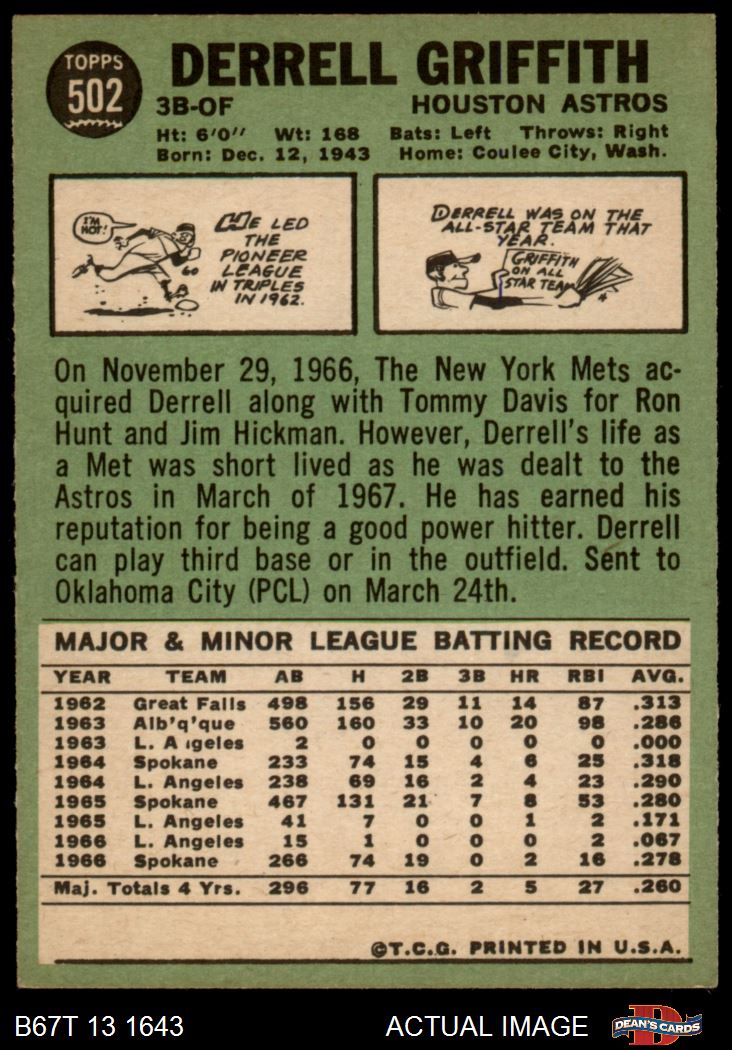 TOPPS
502
DERRELL GRIFFITH
3B-OF HOUSTON ASTROS
Ht: 6'0" Wt: 168 Bats: Left Throws: Right
Born: Dec. 12, 1943 Home: Coulee City, Wash.
I'M HOT!
HE LED
THE
PIONEER
LEAGUE
IN TRIPLES
IN 1962.
DERRELL WAS ON THE
ALL-STAR TEAM THAT
YEAR.
GRIFFITH
ON ALL
STAR TEAM
On November 29, 1966, The New York Mets ac-
quired Derrell along with Tommy Davis for Ron
Hunt and Jim Hickman. However, Derrell's life as
a Met was short lived as he was dealt to the
Astros in March of 1967. He has earned his
reputation for being a good power hitter. Derrell
can play third base or in the outfield. Sent to
Oklahoma City (PCL) on March 24th.
MAJOR & MINOR LEAGUE BATTING RECORD
YEAR TEAM AB H 2B 3B HR RBI AVG.
1962 Great Falls 498 156 29 11 14 87 .313
1963 Alb'q'que 560 160 33 10 20 98 .286
1963 L. A igeles 2 0 0 0 0 0 .000
1964 Spokane 233 74 15 4 6 25 .318
1964 L. Angeles 238 69 16 2 4 23 .290
1965 Spokane 467 131 21 7 8 53 .280
1965 L. Angeles 41 7 0 0 1 2 .171
1966 L. Angeles 15 1 0 0 0 2 .067
1966 Spokane 266 74 19 0 2 16 .278
Maj. Totals 4 Yrs. 296 77 16 2 5 27 .260
©T.C.G. PRINTED IN U.S.A.
B67T 13 1643 ACTUAL IMAGE
D
DEAN'S CARDS